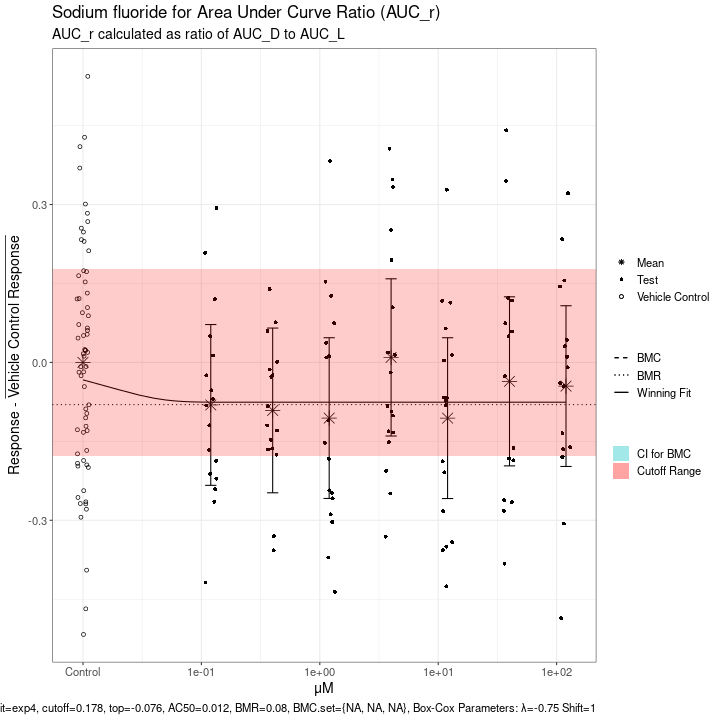 Sodium fluoride for Area Under Curve Ratio (AUC_r)
AUC_r calculated as ratio of AUC_D to AUC_L
Response - Vehicle Control Response
0.3
0.0
-0.3
Control
1e-01
1e+00
1e+01
1e+02
μM
Mean
Test
Vehicle Control
BMC
BMR
Winning Fit
CI for BMC
Cutoff Range
it=exp4, cutoff=0.178, top=-0.076, AC50=0.012, BMR=0.08, BMC.set={NA, NA, NA}, Box-Cox Parameters: λ=-0.75 Shift=1